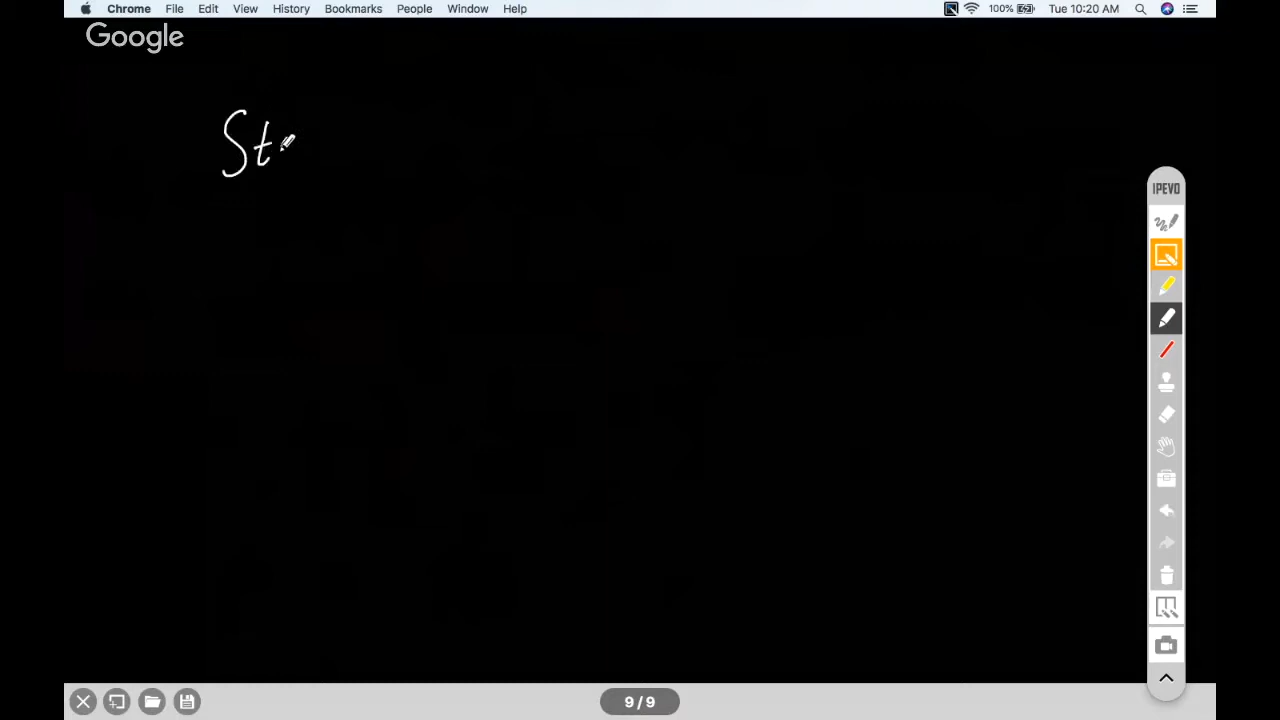 Chrome File Edit View History Bookmarks People Window Help 100% Tue 10:20 AM
Google
St
IPEVO
9/9